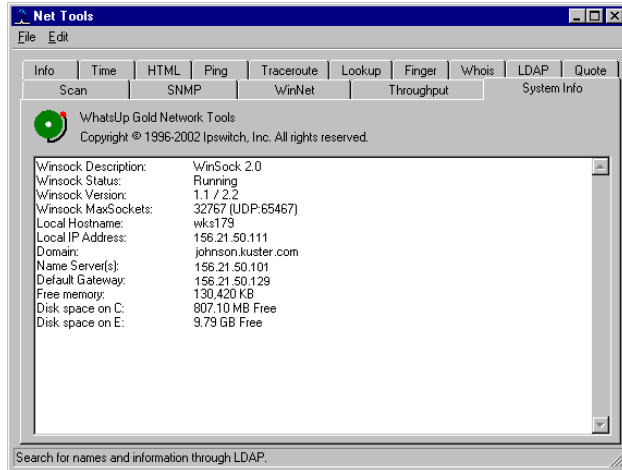 Net Tools
File Edit
Info Time HTML Ping Traceroute Lookup Finger Whois LDAP Quote
Scan SNMP WinNet Throughput System Info
WhatsUp Gold Network Tools
Copyright © 1996-2002 Ipswitch, Inc. All rights reserved.
Winsock Description: WinSock 2.0
Winsock Status: Running
Winsock Version: 1.1 / 2.2
Winsock MaxSockets: 32767 (UDP:65467)
Local Hostname: wks179
Local IP Address: 156.21.50.111
Domain: johnson.kuster.com
Name Server(s): 156.21.50.101
Default Gateway: 156.21.50.129
Free memory: 130,420 KB
Disk space on C: 807.10 MB Free
Disk space on E: 9.79 GB Free
Search for names and information through LDAP.